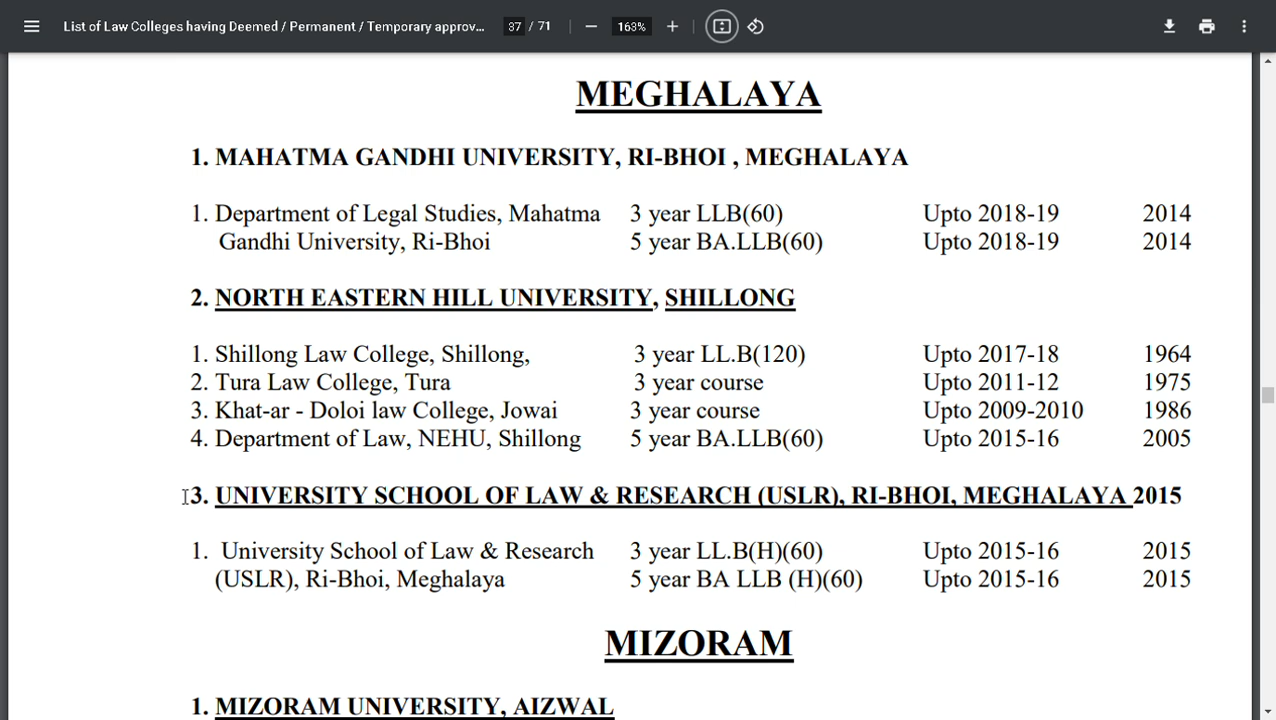 List of Law Colleges having Deemed / Permanent / Temporary approv... 37 / 71 163%
MEGHALAYA
1. MAHATMA GANDHI UNIVERSITY, RI-BHOI , MEGHALAYA
1. Department of Legal Studies, Mahatma 3 year LLB(60) Upto 2018-19 2014
Gandhi University, Ri-Bhoi 5 year BA.LLB(60) Upto 2018-19 2014
2. NORTH EASTERN HILL UNIVERSITY, SHILLONG
1. Shillong Law College, Shillong, 3 year LL.B(120) Upto 2017-18 1964
2. Tura Law College, Tura 3 year course Upto 2011-12 1975
3. Khat-ar - Doloi law College, Jowai 3 year course Upto 2009-2010 1986
4. Department of Law, NEHU, Shillong 5 year BA.LLB(60) Upto 2015-16 2005
3. UNIVERSITY SCHOOL OF LAW & RESEARCH (USLR), RI-BHOI, MEGHALAYA 2015
1. University School of Law & Research 3 year LL.B(H)(60) Upto 2015-16 2015
(USLR), Ri-Bhoi, Meghalaya 5 year BA LLB (H)(60) Upto 2015-16 2015
MIZORAM
1. MIZORAM UNIVERSITY, AIZWAL